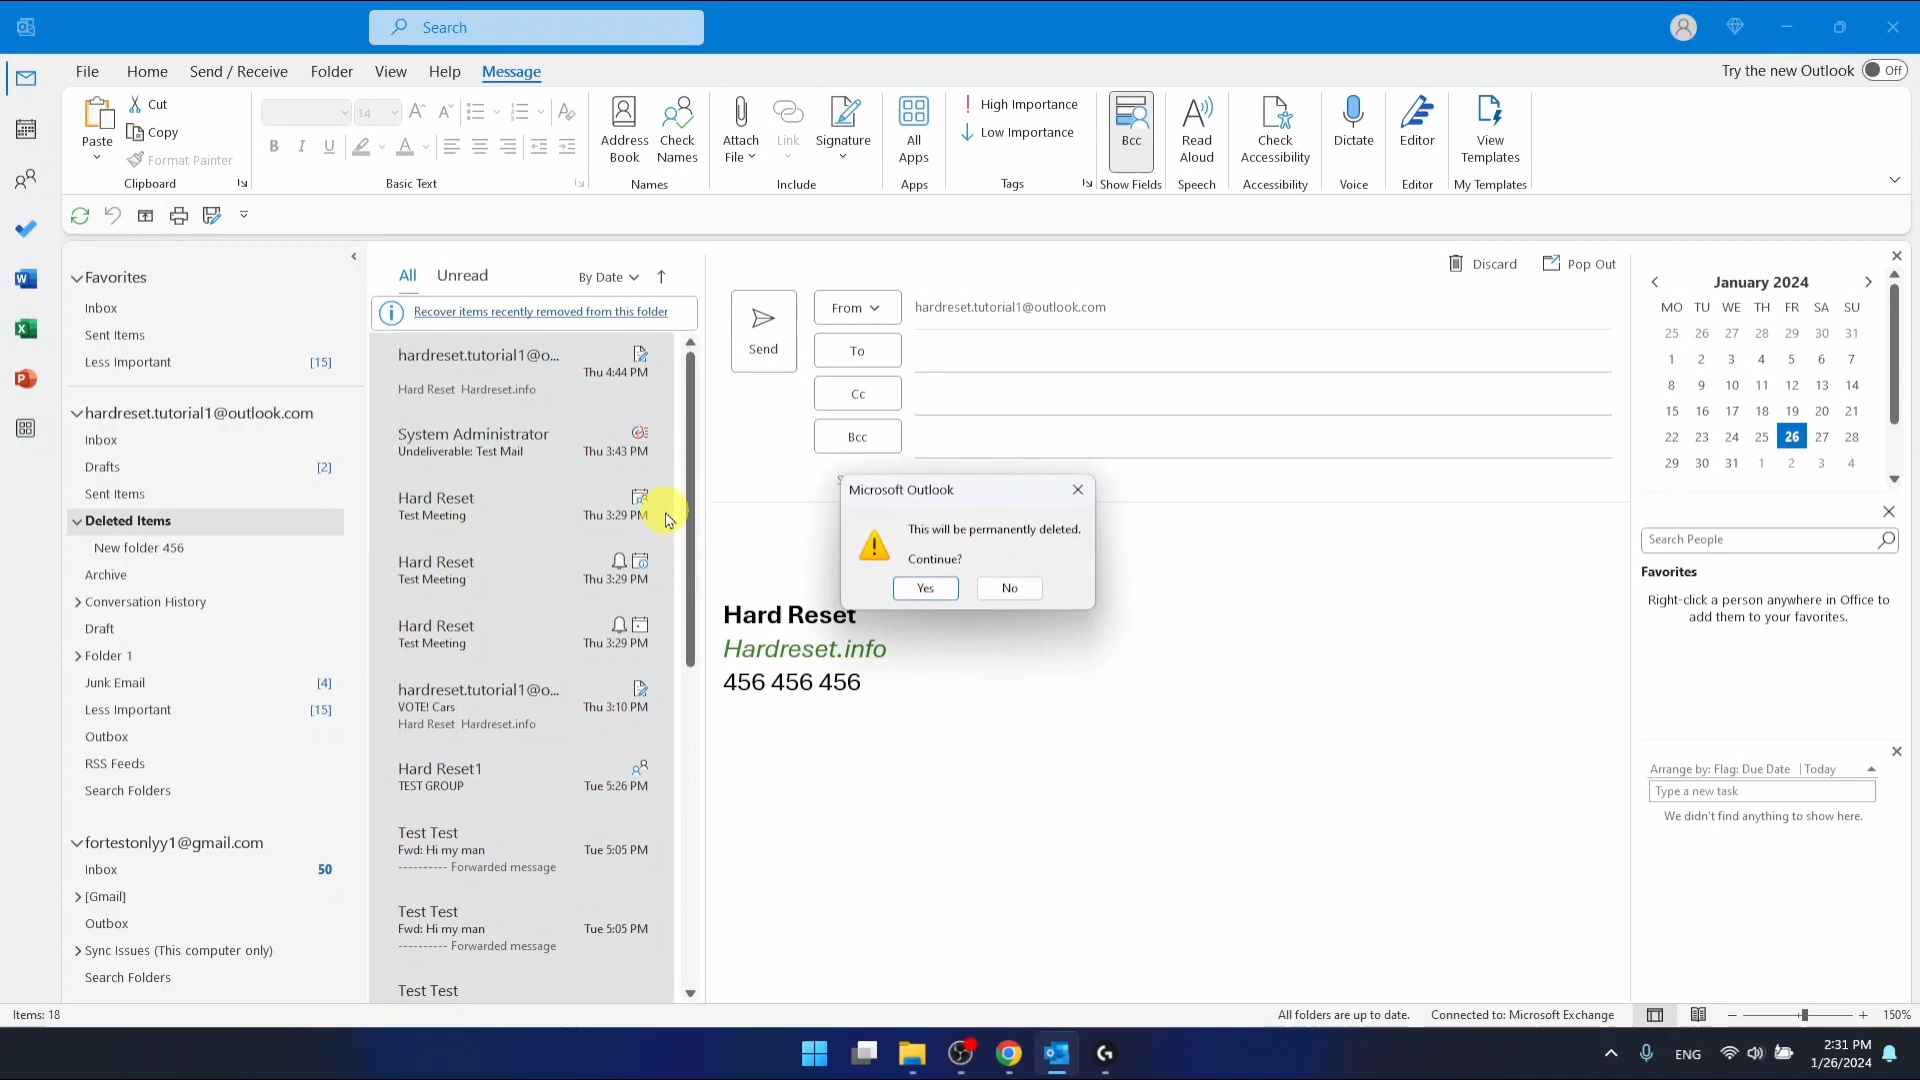 Search
File Home Send / Receive Folder View Help Message
Try the new Outlook Off
Paste
Cut
Copy
Format Painter
Clipboard
14
B I U
Basic Text
Address Book
Check Names
Names
Attach File
Link
Signature
Include
All Apps
Apps
High Importance
Low Importance
Tags
Bcc
Show Fields
Read Aloud
Speech
Check Accessibility
Accessibility
Dictate
Voice
Editor
Editor
View Templates
My Templates
Favorites
Inbox
Sent Items
Less Important [15]
hardreset.tutorial1@outlook.com
Inbox
Drafts [2]
Sent Items
Deleted Items
New folder 456
Archive
Conversation History
Draft
Folder 1
Junk Email [4]
Less Important [15]
Outbox
RSS Feeds
Search Folders
fortestonlyy1@gmail.com
Inbox 50
[Gmail]
Outbox
Sync Issues (This computer only)
Search Folders
All Unread By Date
Recover items recently removed from this folder
hardreset.tutorial1@o...
Thu 4:44 PM
Hard Reset Hardreset.info
System Administrator
Undeliverable: Test Mail Thu 3:43 PM
Hard Reset
Test Meeting Thu 3:29 PM
Hard Reset
Test Meeting Thu 3:29 PM
Hard Reset
Test Meeting Thu 3:29 PM
hardreset.tutorial1@o...
VOTE! Cars Thu 3:10 PM
Hard Reset Hardreset.info
Hard Reset1
TEST GROUP Tue 5:26 PM
Test Test
Fwd: Hi my man Tue 5:05 PM
---------- Forwarded message
Test Test
Fwd: Hi my man Tue 5:05 PM
---------- Forwarded message
Test Test
Discard Pop Out
Send
From hardreset.tutorial1@outlook.com
To
Cc
Bcc
Microsoft Outlook
This will be permanently deleted.
Continue?
Yes No
Hard Reset
Hardreset.info
456 456 456
January 2024
MO TU WE TH FR SA SU
25 26 27 28 29 30 31
1 2 3 4 5 6 7
8 9 10 11 12 13 14
15 16 17 18 19 20 21
22 23 24 25 26 27 28
29 30 31 1 2 3 4
Search People
Favorites
Right-click a person anywhere in Office to
add them to your favorites.
Arrange by: Flag: Due Date Today
Type a new task
We didn't find anything to show here.
Items: 18
All folders are up to date. Connected to: Microsoft Exchange 150%
ENG
2:31 PM
1/26/2024